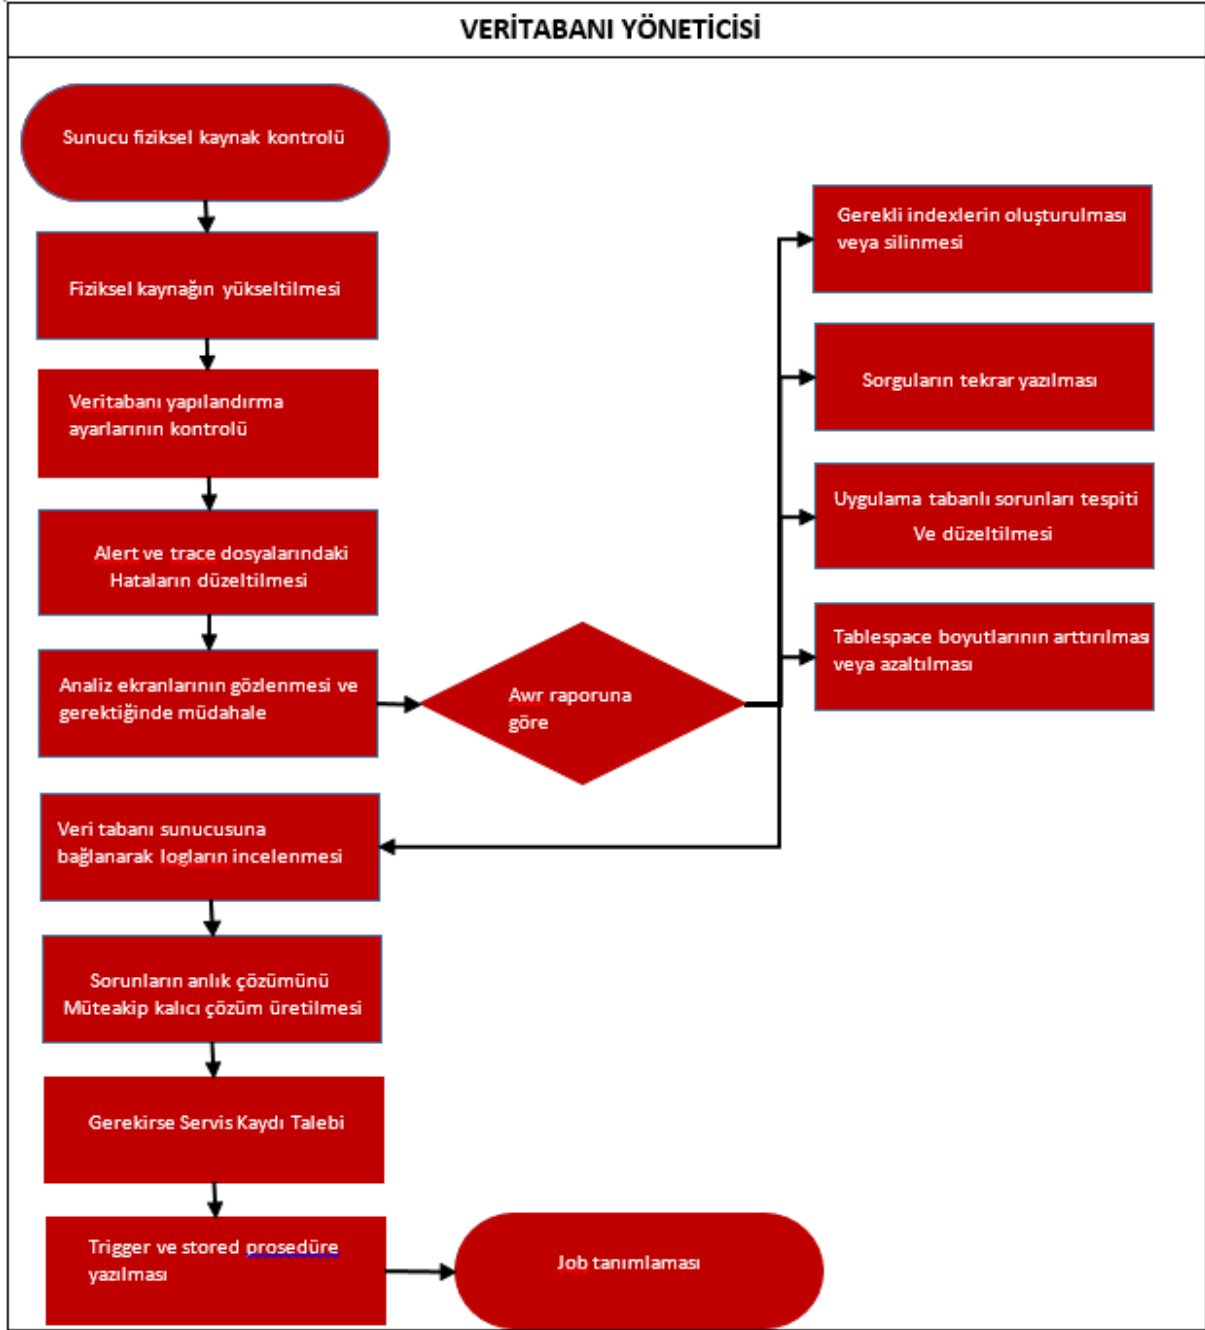 VERİTABANI YÖNETİCİSİ
Sunucu fiziksel kaynak kontrolü
Fiziksel kaynağın yükseltilmesi
Veritabanı yapılandırma
ayarlarının kontrolü
Alert ve trace dosyalarındaki
Hataların düzeltilmesi
Analiz ekranlarının gözlenmesi ve
gerektiğinde müdahale
Awr raporuna
göre
Gerekli indexlerin oluşturulması
veya silinmesi
Sorguların tekrar yazılması
Uygulama tabanlı sorunları tespiti
Ve düzeltilmesi
Tablespace boyutlarının arttırılması
veya azaltılması
Veri tabanı sunucusuna
bağlanarak logların incelenmesi
Sorunların anlık çözümünü
Müteakip kalıcı çözüm üretilmesi
Gerekirse Servis Kaydı Talebi
Trigger ve stored prosedüre
yazılması
Job tanımlaması